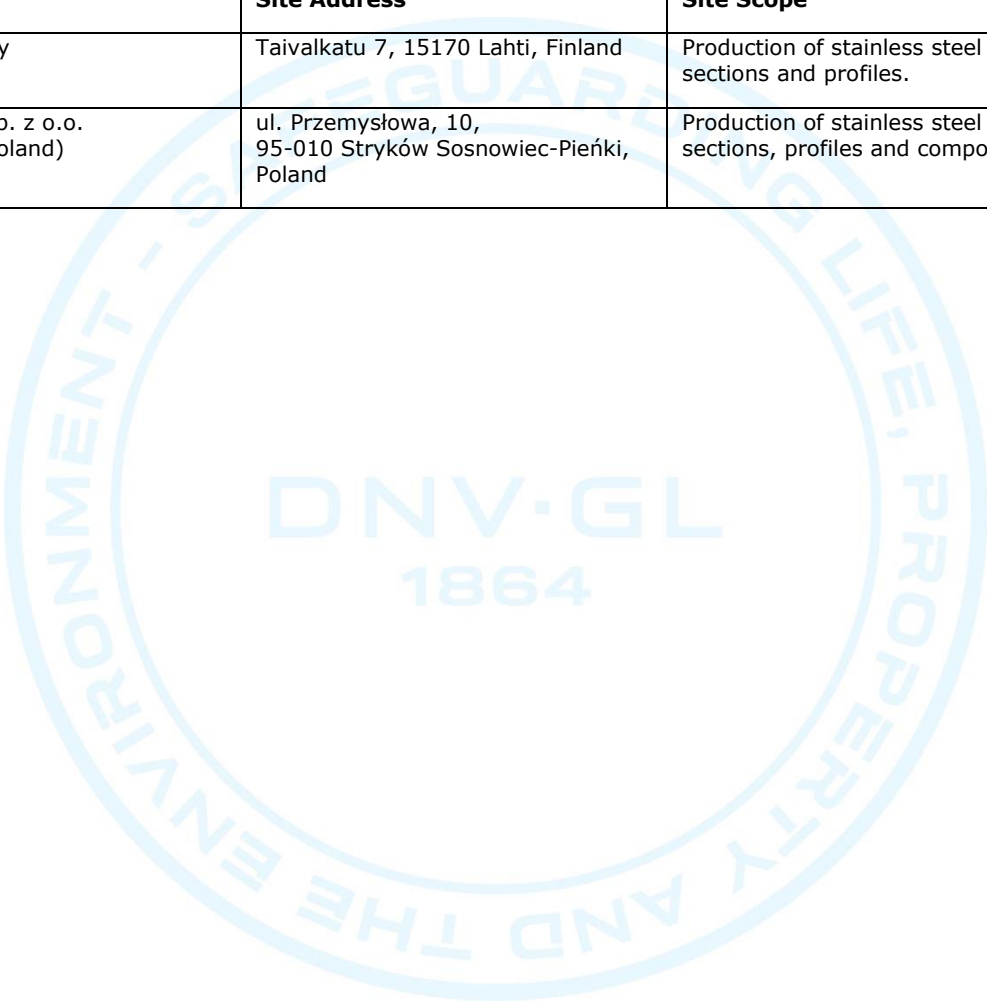 Site Address
Site Scope
y
Taivalkatu 7, 15170 Lahti, Finland
Production of stainless steel
sections and profiles.
p. z o.o.
oland)
ul. Przemysłowa, 10,
95-010 Stryków Sosnowiec-Pieńki,
Poland
Production of stainless steel
sections, profiles and compo
SAFEGUARDING LIFE, PROPERTY AND THE ENVIRONMENT -
DNV·GL
1864